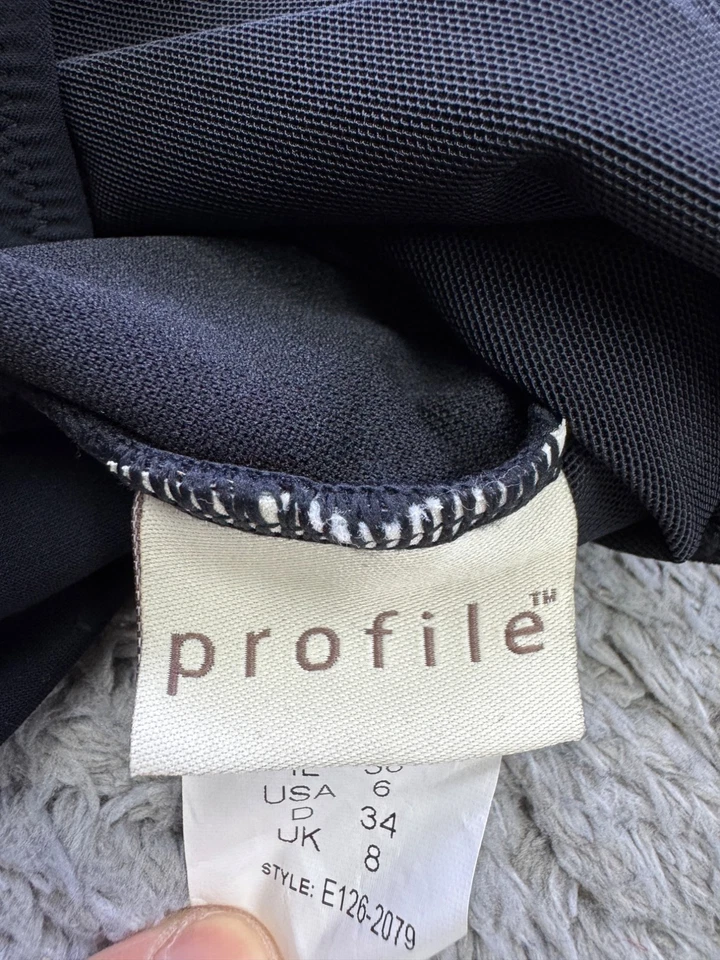 profile™
USA 6
D 34
UK 8
STYLE: E126-2079